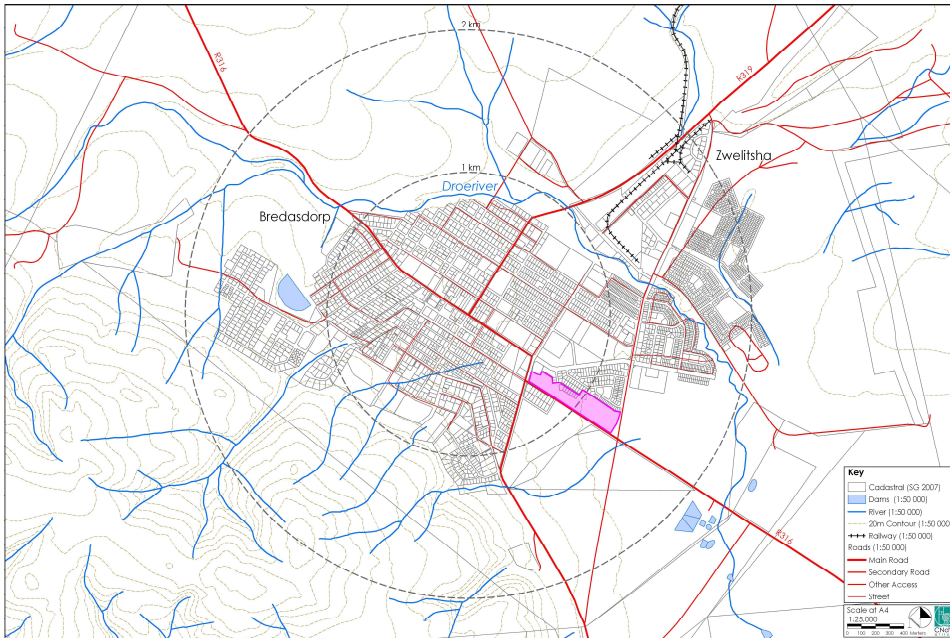 2 km
R316
R319
Zwelitsha
1 km
Droeriver
Bredasdorp
R316
Key
Cadastral (SG 2007)
Dams (1:50 000)
River (1:50 000)
20m Contour (1:50 000)
Railway (1:50 000)
Roads (1:50 000)
Main Road
Secondary Road
Other Access
Street
Scale at A4
1:25,000
0 100 200 300 400 Meters